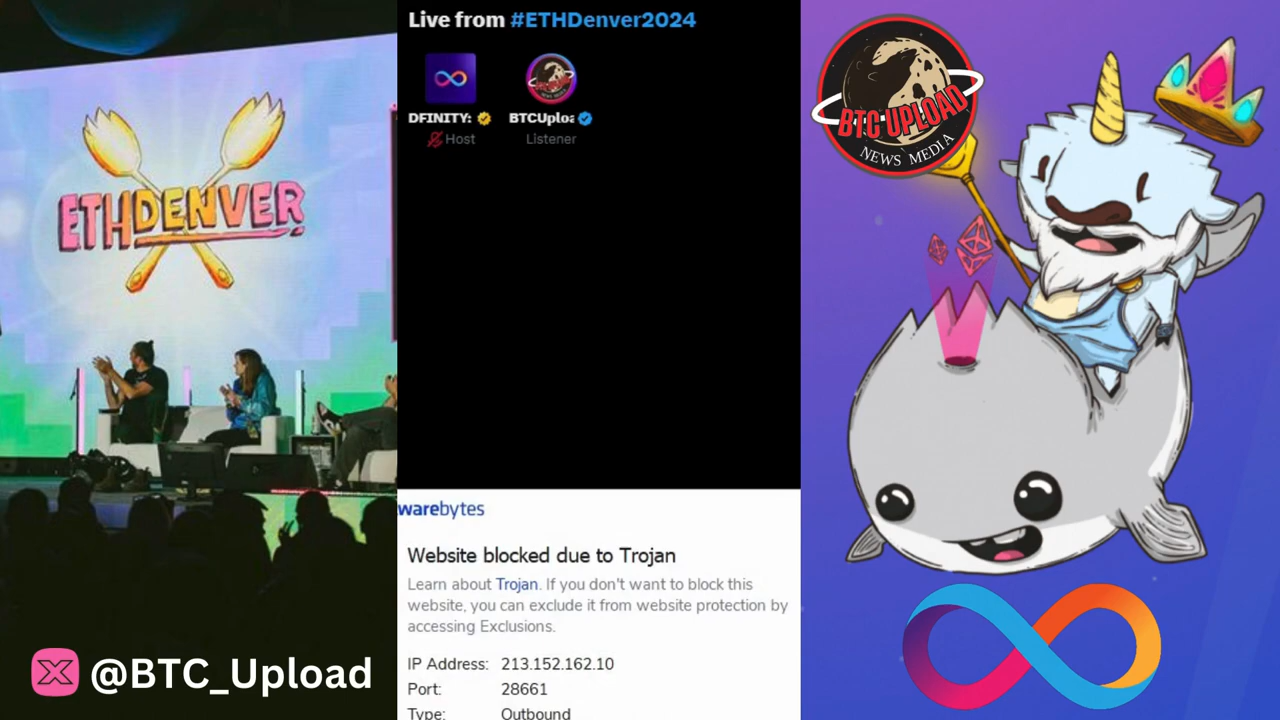 ETHDENVER
@BTC_Upload
Live from #ETHDenver2024
DFINITY:
BTCUploa
Host
Listener
warebytes
Website blocked due to Trojan
Learn about Trojan. If you don't want to block this
website, you can exclude it from website protection by
accessing Exclusions.
IP Address: 213.152.162.10
Port: 28661
Type: Outbound
BTC UPLOAD
NEWS MEDIA